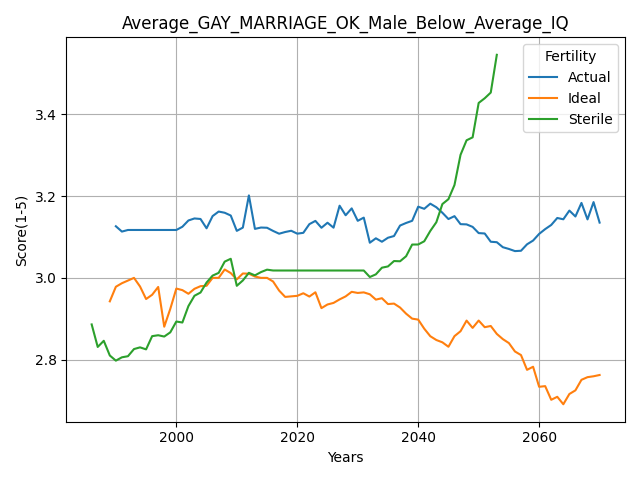 Average_GAY_MARRIAGE_OK_Male_Below_Average_IQ
Fertility
Actual
Ideal
Sterile
Score(1-5)
3.4
3.2
3.0
2.8
2000
2020
2040
2060
Years